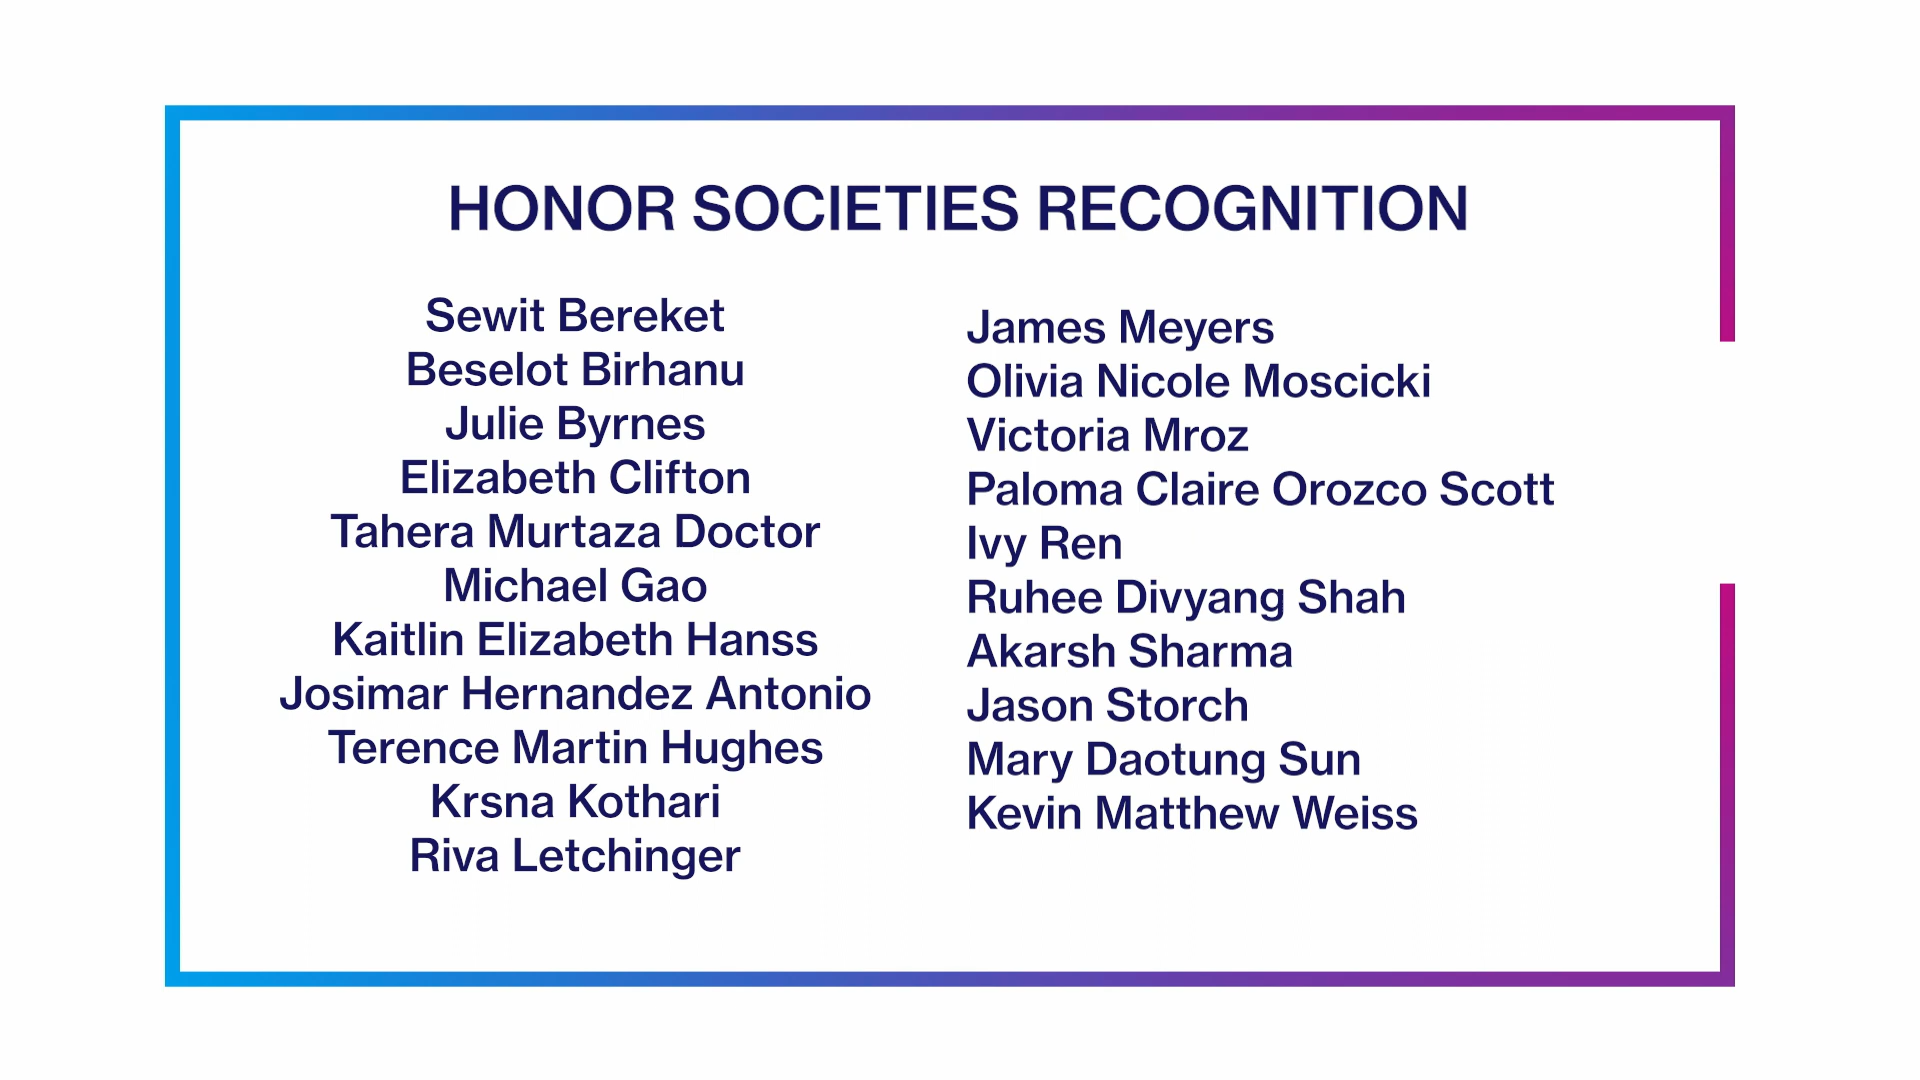 HONOR SOCIETIES RECOGNITION
Sewit Bereket
Beselot Birhanu
Julie Byrnes
Elizabeth Clifton
Tahera Murtaza Doctor
Michael Gao
Kaitlin Elizabeth Hanss
Josimar Hernandez Antonio
Terence Martin Hughes
Krsna Kothari
Riva Letchinger
James Meyers
Olivia Nicole Moscicki
Victoria Mroz
Paloma Claire Orozco Scott
Ivy Ren
Ruhee Divyang Shah
Akarsh Sharma
Jason Storch
Mary Daotung Sun
Kevin Matthew Weiss